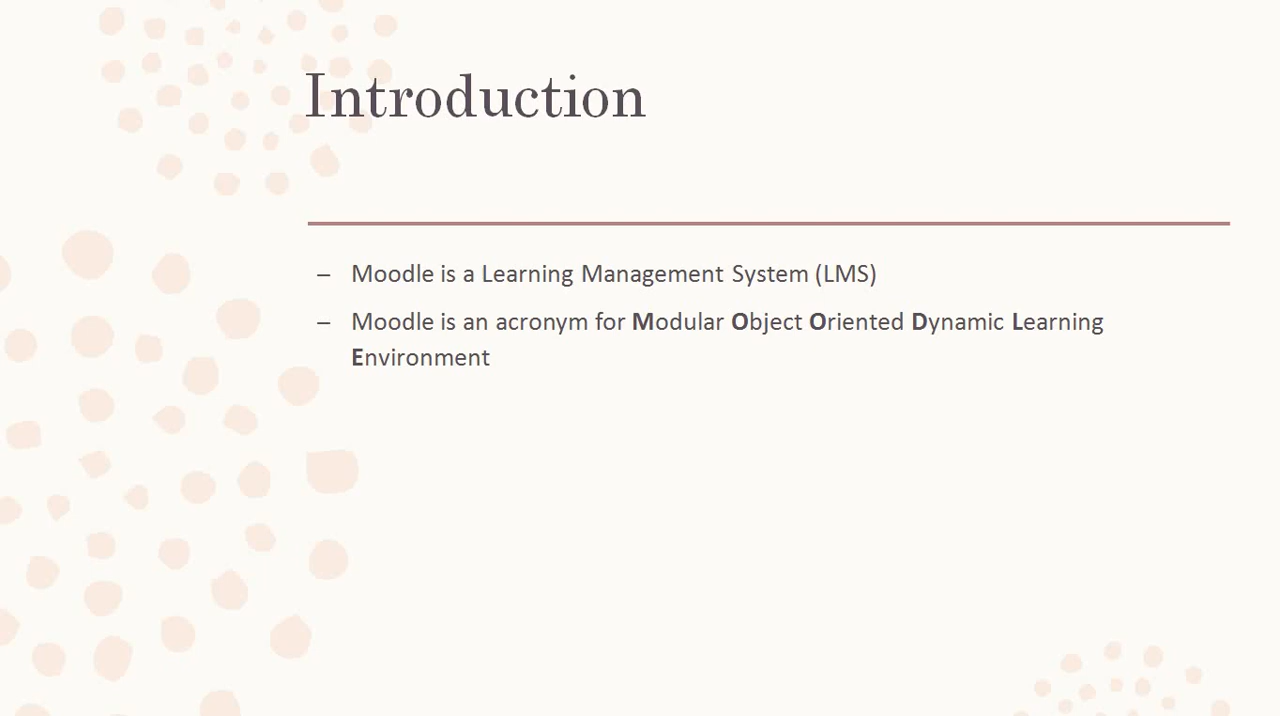 Introduction
– Moodle is a Learning Management System (LMS)
– Moodle is an acronym for Modular Object Oriented Dynamic Learning
Environment